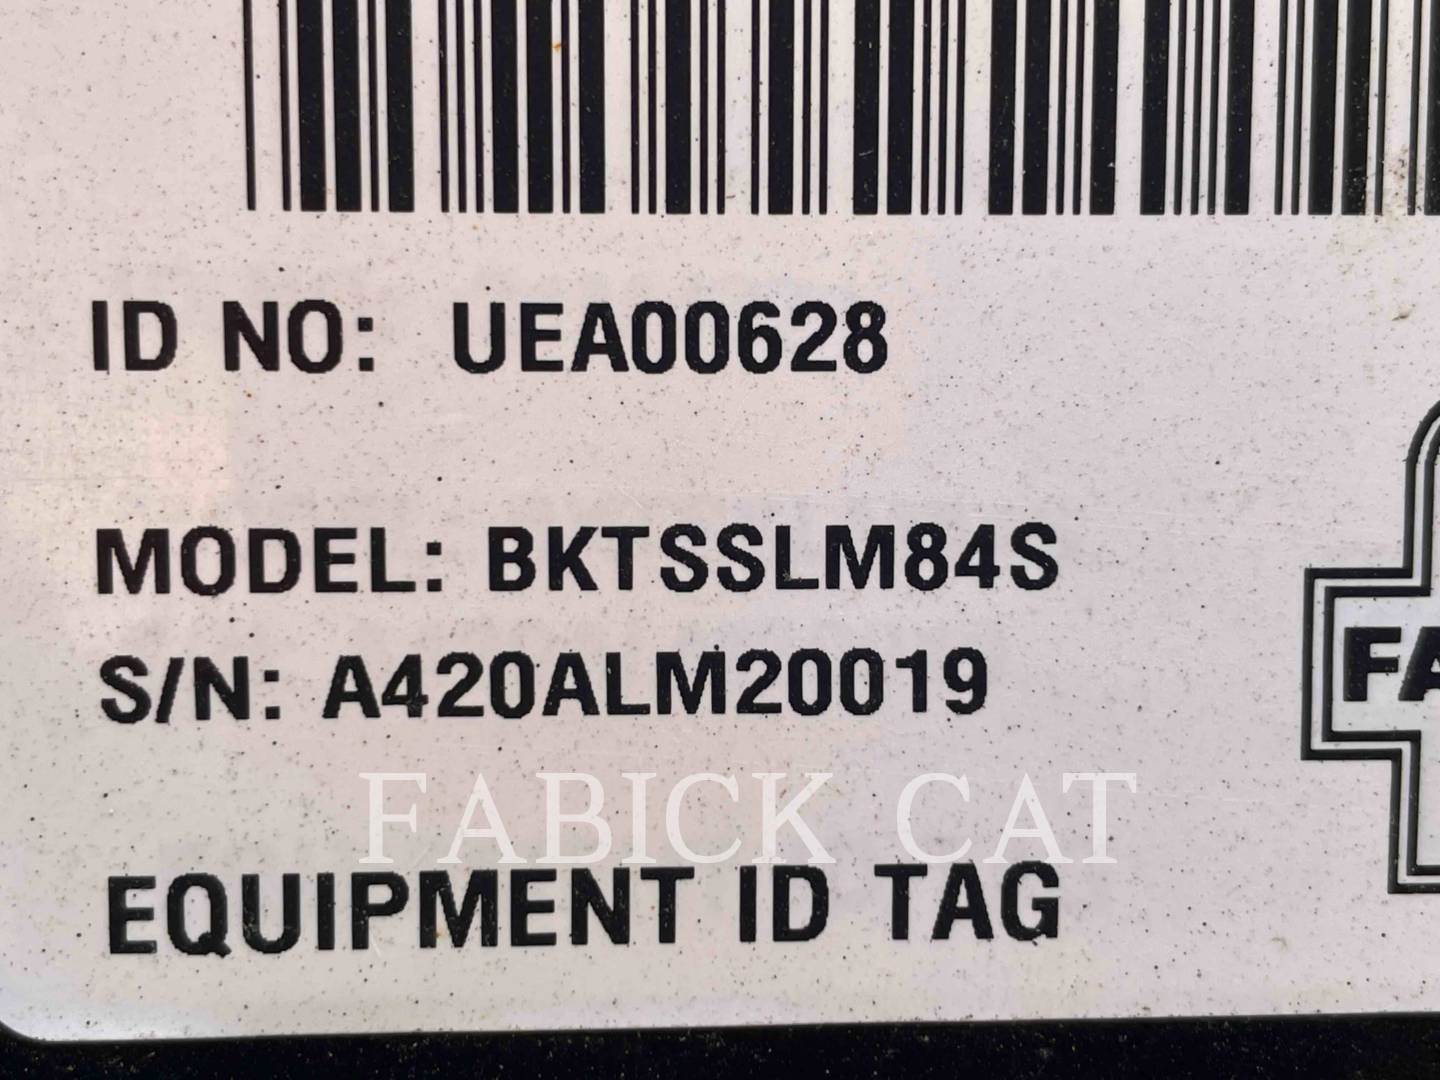 ID NO: UEA00628
MODEL: BKTSSLM84S
S/N: A420ALM20019
FABICK CAT
EQUIPMENT ID TAG